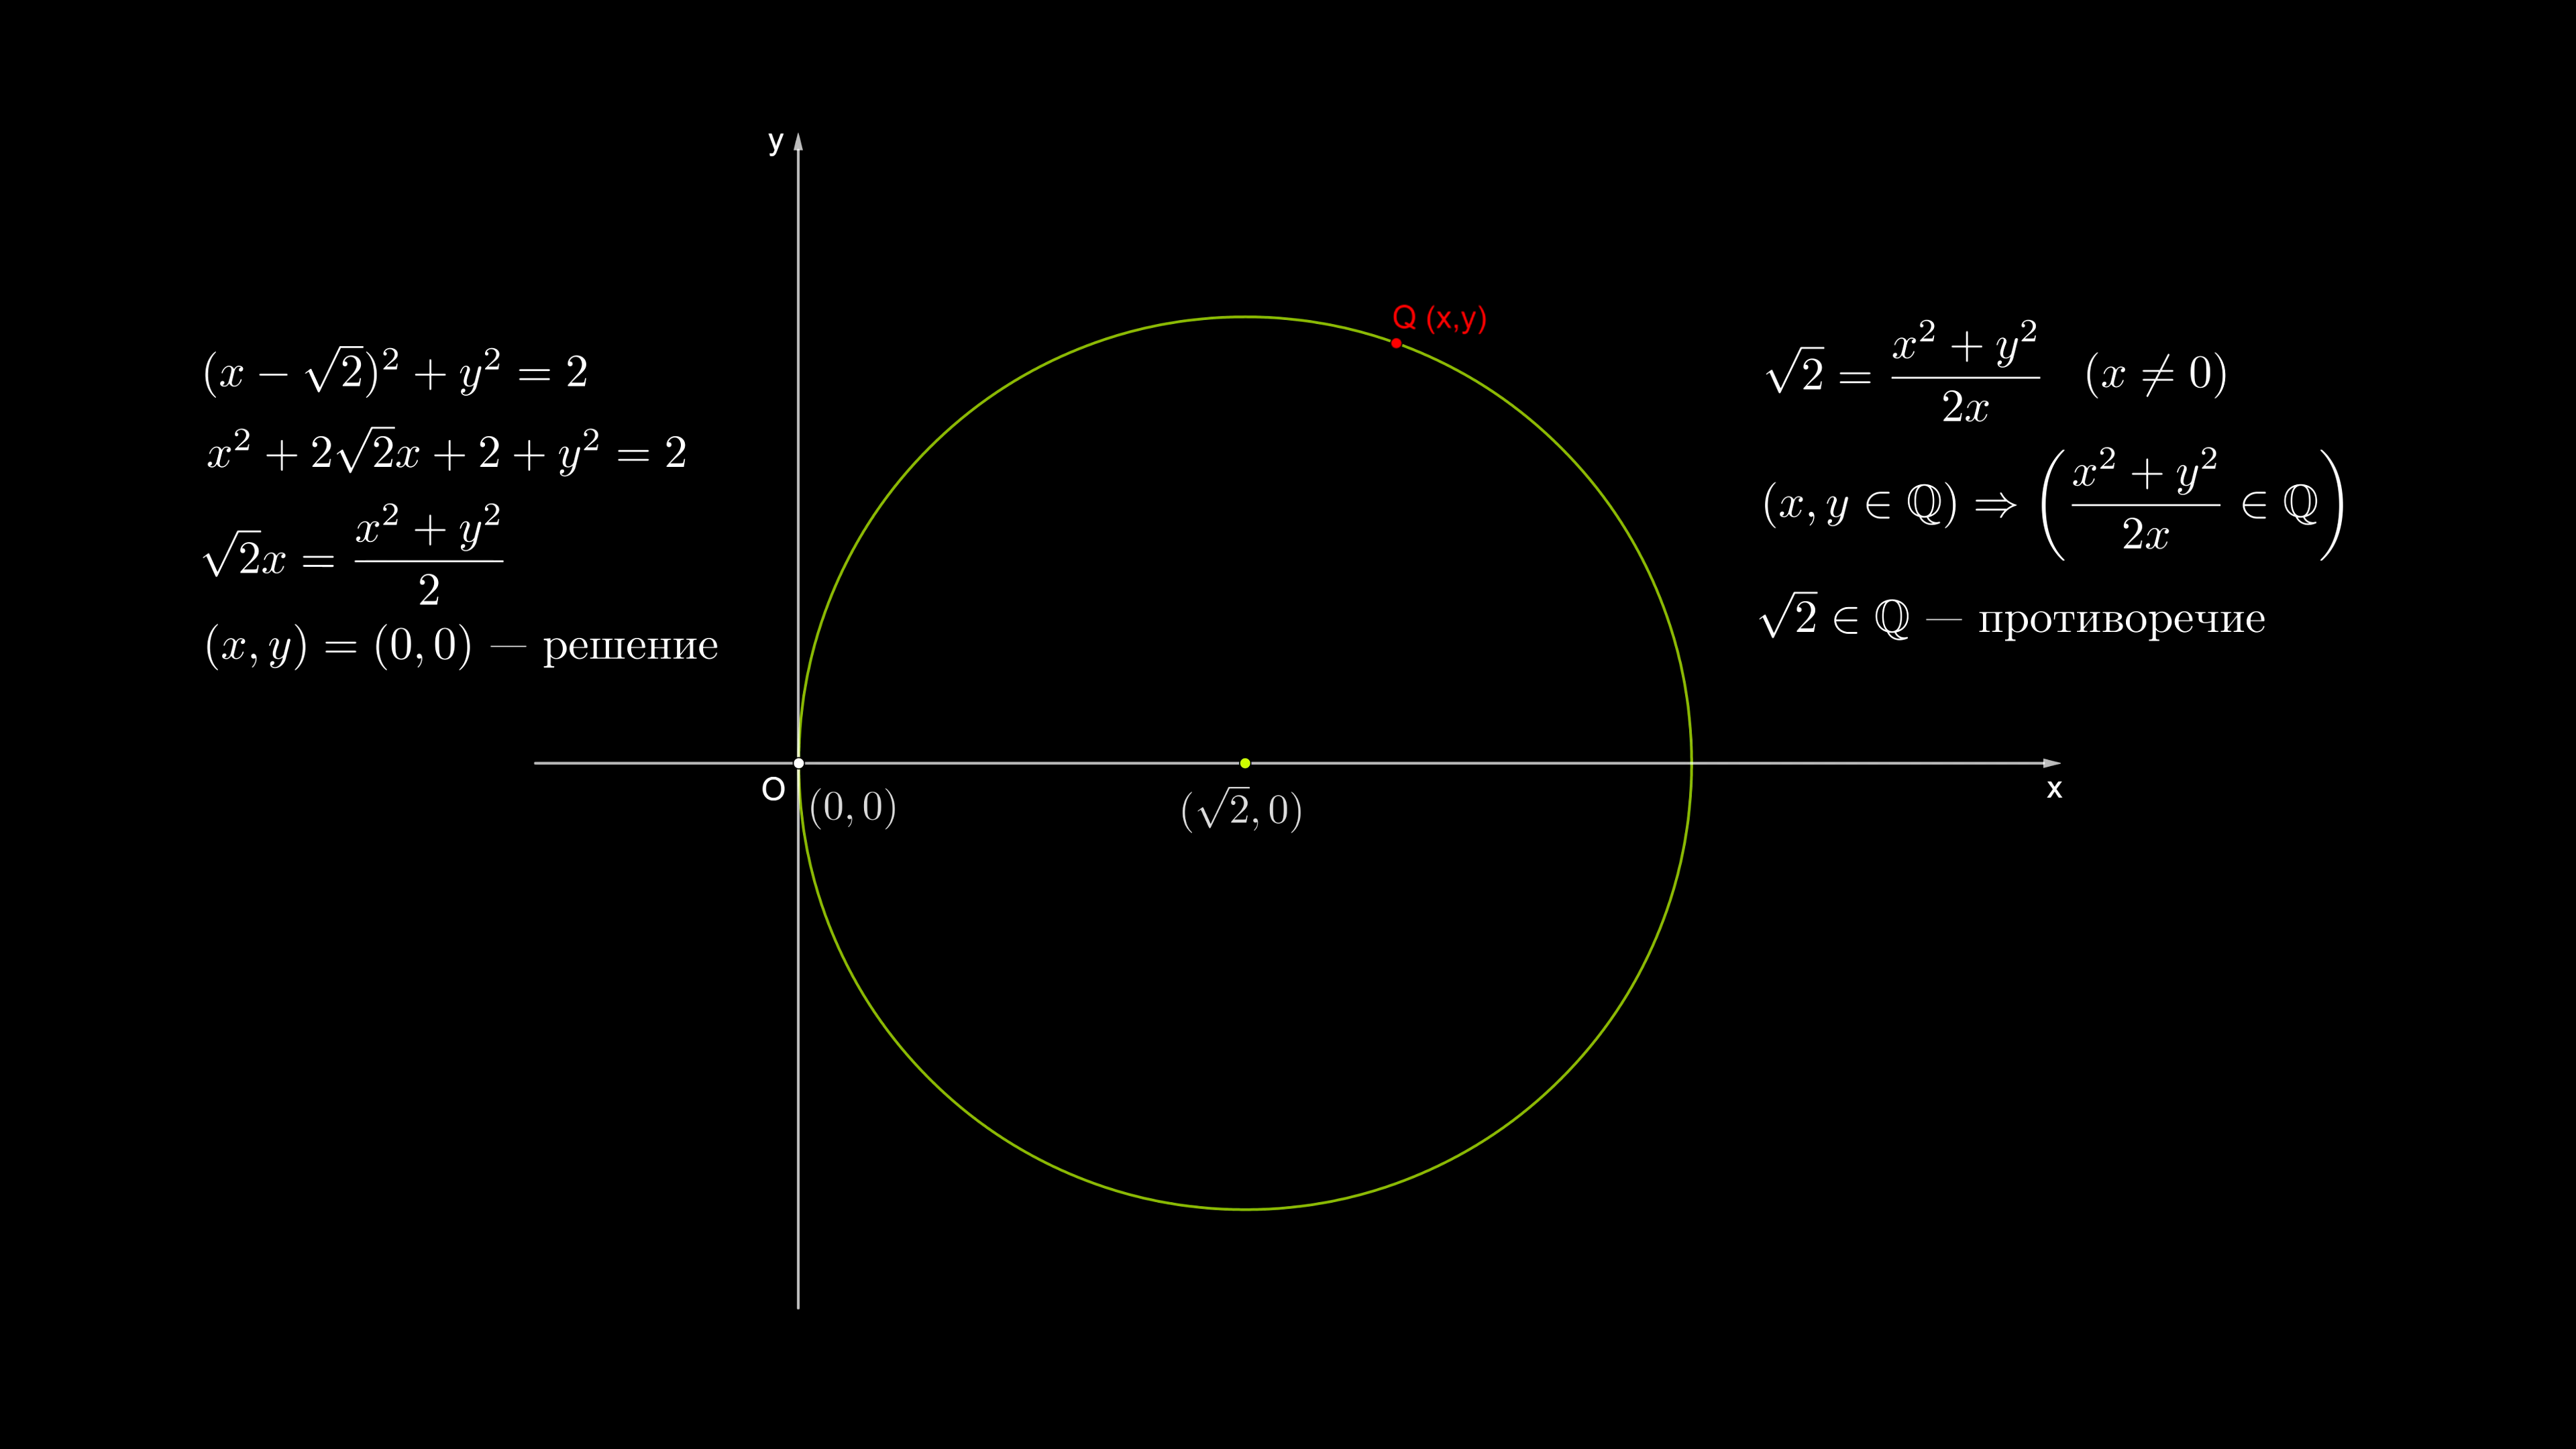 y
Q (x,y)
(x − √2)² + y² = 2
x² + 2√2x + 2 + y² = 2
√2x = (x² + y²)/2
(x, y) = (0, 0) — решение
√2 = (x² + y²)/(2x) (x ≠ 0)
(x, y ∈ ℚ) ⇒ ((x² + y²)/(2x) ∈ ℚ)
√2 ∈ ℚ — противоречие
O
(0, 0)
(√2, 0)
x